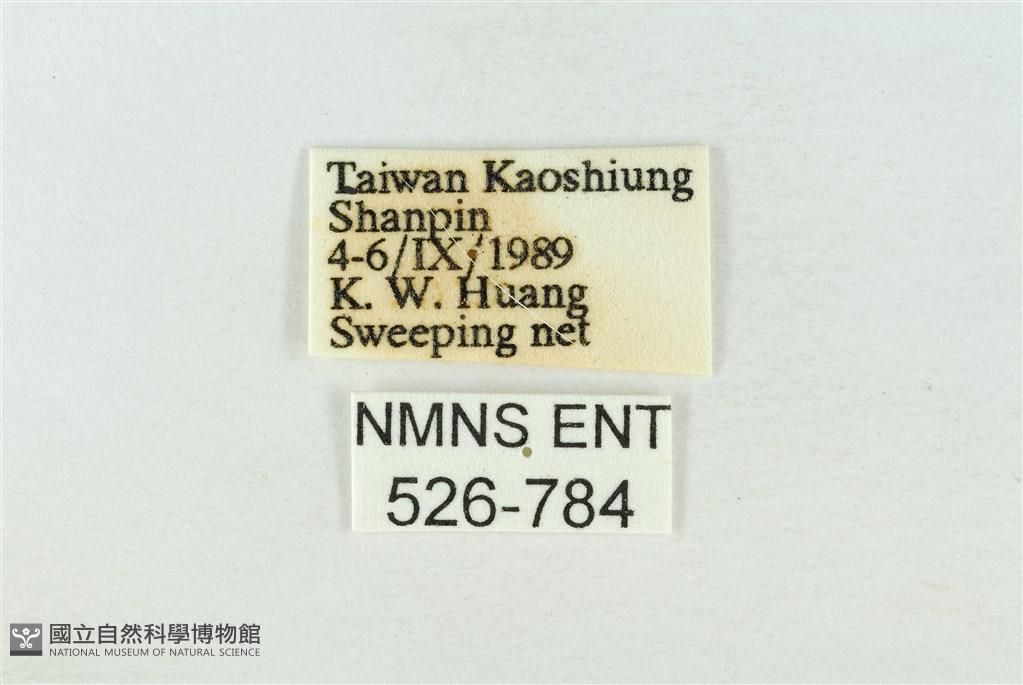 Taiwan Kaoshiung
Shanpin
4-6/IX/1989
K. W. Huang
Sweeping net
NMNS ENT
526-784
國立自然科學博物館
NATIONAL MUSEUM OF NATURAL SCIENCE